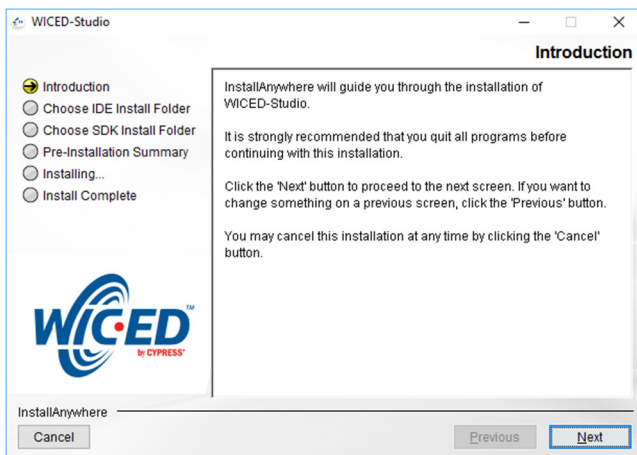 WICED-Studio
Introduction
Introduction
Choose IDE Install Folder
Choose SDK Install Folder
Pre-Installation Summary
Installing...
Install Complete
InstallAnywhere will guide you through the installation of
WICED-Studio.
It is strongly recommended that you quit all programs before
continuing with this installation.
Click the 'Next' button to proceed to the next screen. If you want to
change something on a previous screen, click the 'Previous' button.
You may cancel this installation at any time by clicking the 'Cancel'
button.
WICED™
by CYPRESS®
InstallAnywhere
Cancel
Previous
Next